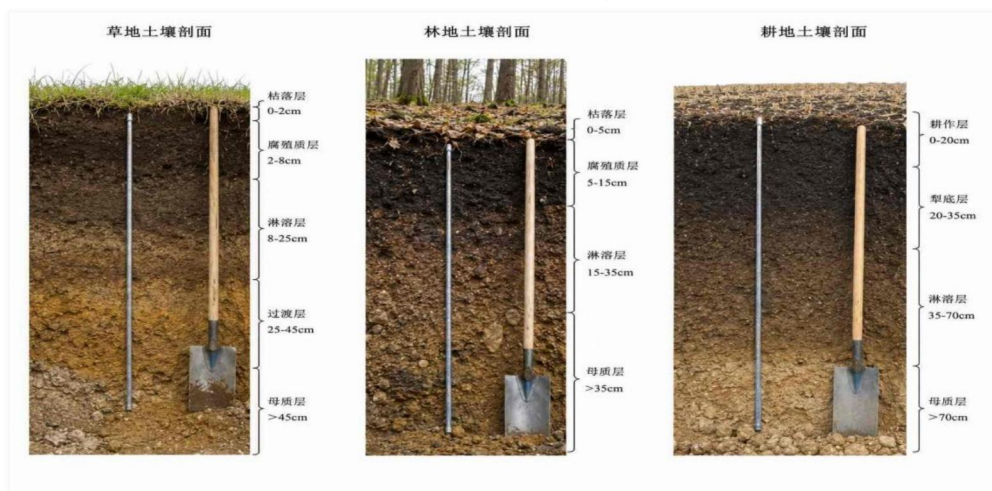 草地土壤剖面
枯落层
0-2cm
腐殖质层
2-8cm
淋溶层
8-25cm
过渡层
25-45cm
母质层
>45cm
林地土壤剖面
枯落层
0-5cm
腐殖质层
5-15cm
淋溶层
15-35cm
母质层
>35cm
耕地土壤剖面
耕作层
0-20cm
犁底层
20-35cm
淋溶层
35-70cm
母质层
>70cm